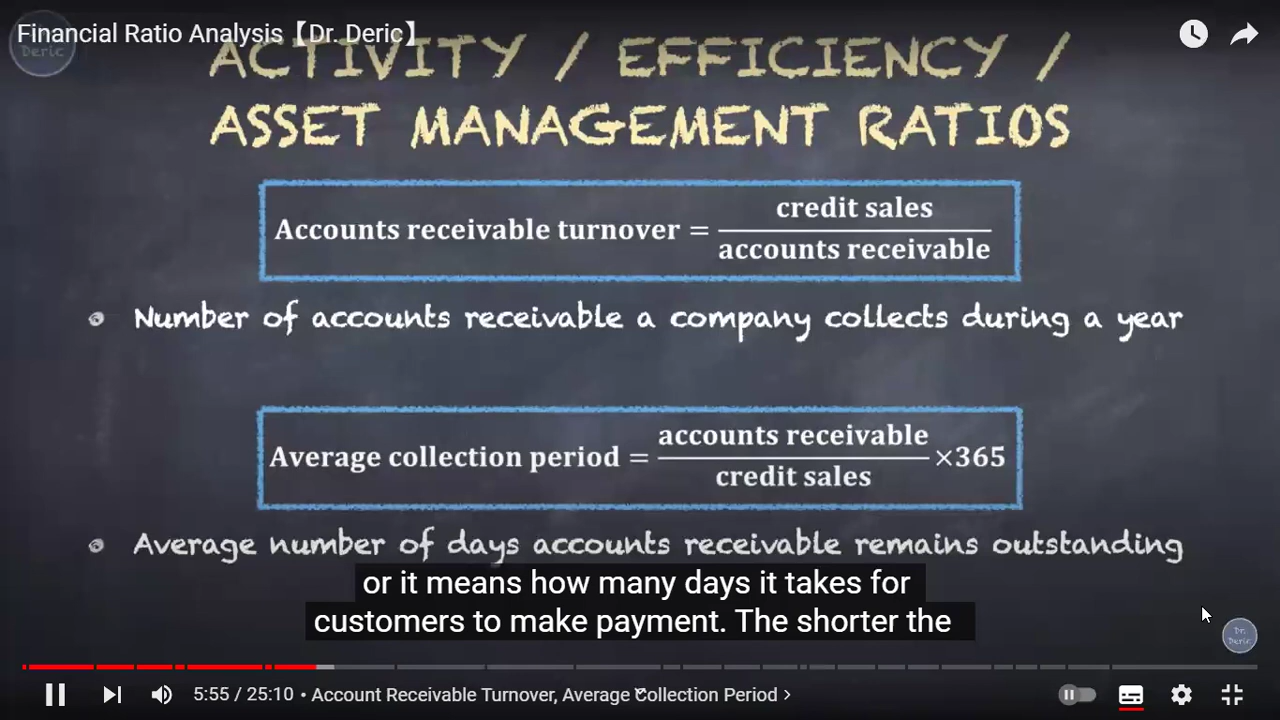 Financial Ratio Analysis【Dr. Deric】
Deric
ACTIVITY / EFFICIENCY /
ASSET MANAGEMENT RATIOS
Accounts receivable turnover = credit sales
accounts receivable
Number of accounts receivable a company collects during a year
Average collection period = accounts receivable
credit sales ×365
Average number of days accounts receivable remains outstanding
or it means how many days it takes for
customers to make payment. The shorter the
Dr.
Deric
5:55 / 25:10 • Account Receivable Turnover, Average Collection Period